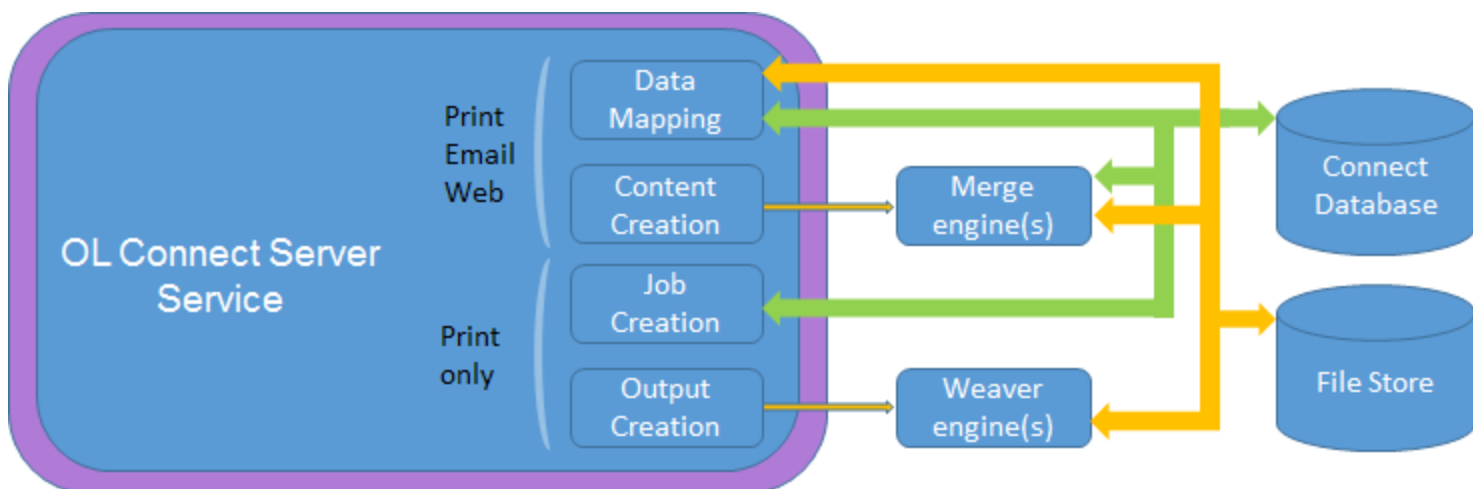 OL Connect Server
Service
Print
Email
Web
Print
only
Data
Mapping
Content
Creation
Job
Creation
Output
Creation
Merge
engine(s)
Weaver
engine(s)
Connect
Database
File Store